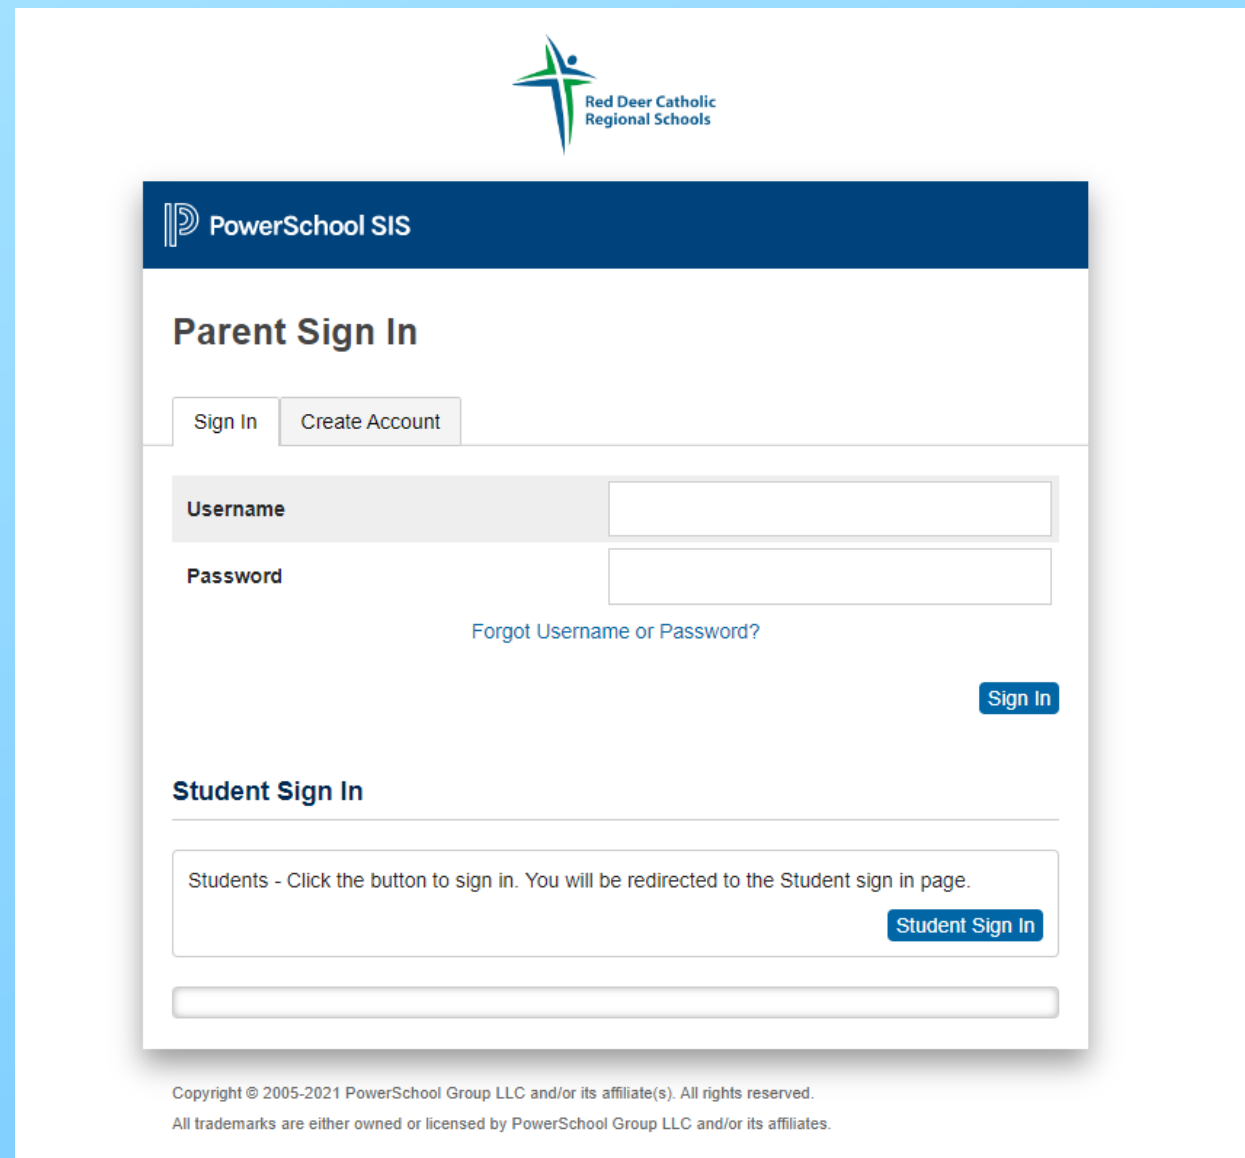 Red Deer Catholic
Regional Schools
PowerSchool SIS
Parent Sign In
Sign In
Create Account
Username
Password
Forgot Username or Password?
Sign In
Student Sign In
Students - Click the button to sign in. You will be redirected to the Student sign in page.
Student Sign In
Copyright © 2005-2021 PowerSchool Group LLC and/or its affiliate(s). All rights reserved.
All trademarks are either owned or licensed by PowerSchool Group LLC and/or its affiliates.